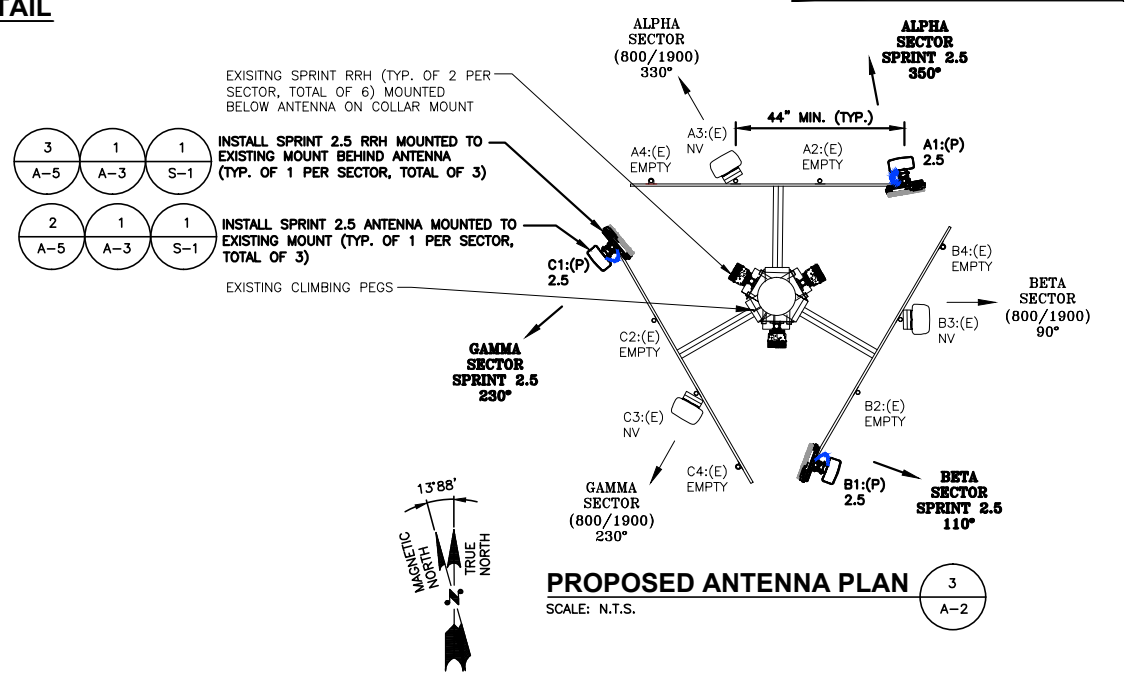 TAIL
ALPHA
SECTOR
(800/1900)
330°
ALPHA
SECTOR
SPRINT 2.5
350°
EXISITNG SPRINT RRH (TYP. OF 2 PER
SECTOR, TOTAL OF 6) MOUNTED
BELOW ANTENNA ON COLLAR MOUNT
44" MIN. (TYP.)
3
A-5
1
A-3
1
S-1
INSTALL SPRINT 2.5 RRH MOUNTED TO
EXISTING MOUNT BEHIND ANTENNA
(TYP. OF 1 PER SECTOR, TOTAL OF 3)
A4:(E)
EMPTY
A3:(E)
NV
A2:(E)
EMPTY
A1:(P)
2.5
2
A-5
1
A-3
1
S-1
INSTALL SPRINT 2.5 ANTENNA MOUNTED TO
EXISTING MOUNT (TYP. OF 1 PER SECTOR,
TOTAL OF 3)
C1:(P)
2.5
B4:(E)
EMPTY
EXISTING CLIMBING PEGS
BETA
SECTOR
(800/1900)
90°
B3:(E)
NV
C2:(E)
EMPTY
GAMMA
SECTOR
SPRINT 2.5
230°
B2:(E)
EMPTY
C3:(E)
NV
C4:(E)
EMPTY
B1:(P)
2.5
BETA
SECTOR
SPRINT 2.5
110°
GAMMA
SECTOR
(800/1900)
230°
13'88'
MAGNETIC
NORTH
TRUE
NORTH
N
PROPOSED ANTENNA PLAN
SCALE: N.T.S.
3
A-2